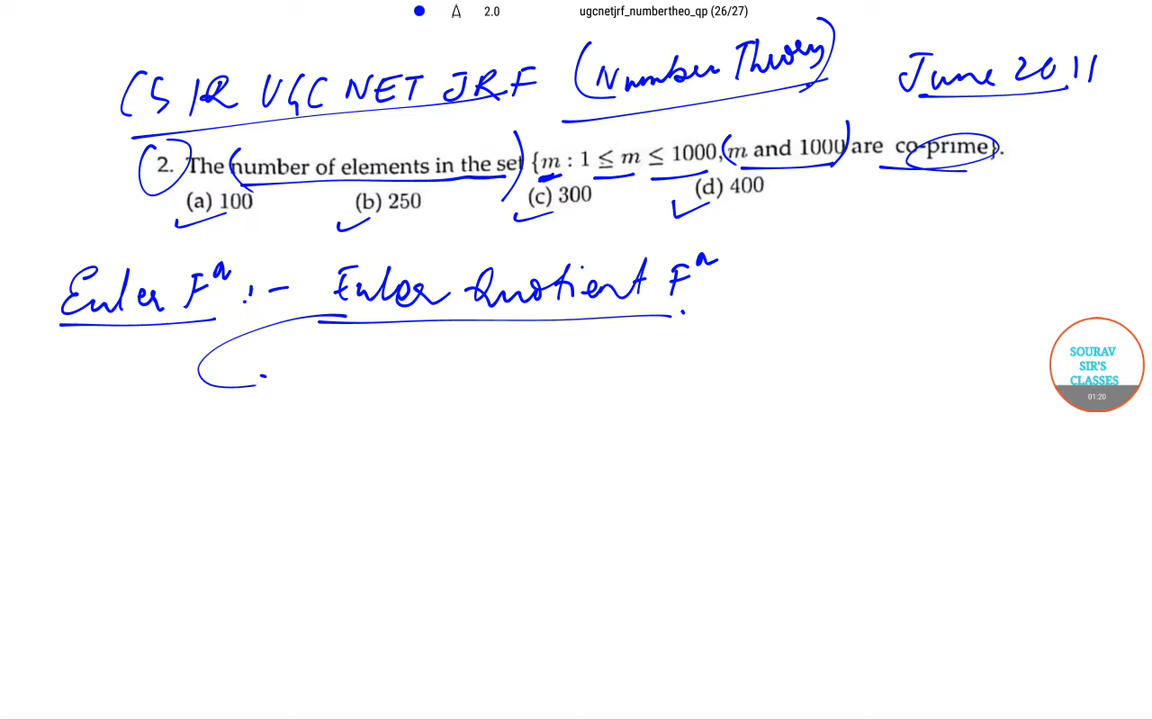 2.0 ugcnetjrf_numbertheo_qp (26/27)
CSIR UGC NET JRF (Number Theory) June 2011
2. The number of elements in the set {m : 1 ≤ m ≤ 1000, m and 1000 are co-prime}.
(a) 100 (b) 250 (c) 300 (d) 400
Euler Fⁿ :- Euler Quotient Fⁿ.
SOURAV
SIR'S
CLASSES
01:20